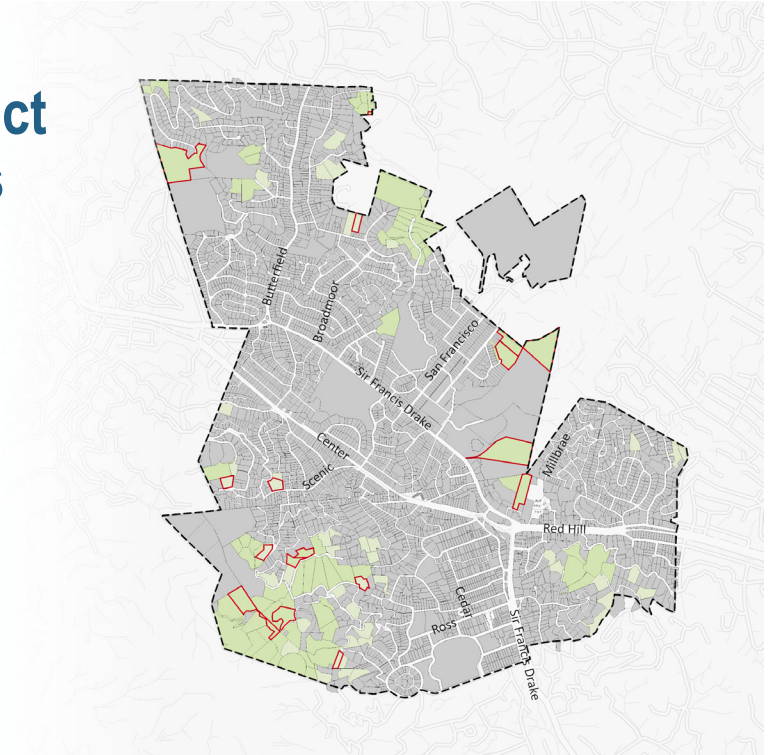 ct
s
Butterfield
Broadmoor
San Francisco
Sir Francis Drake
Center
Scenic
Millbrae
Red Hill
Cedar
Ross
Sir Francis Drake